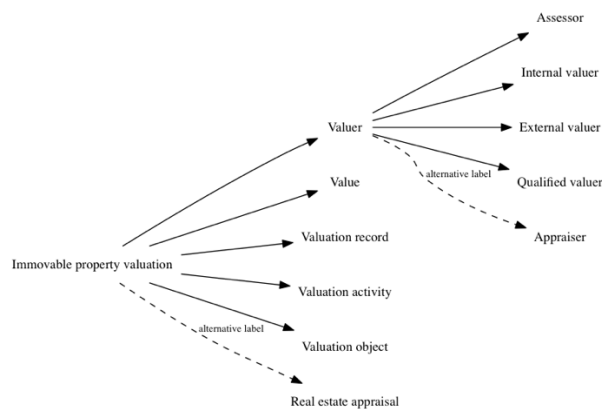 Assessor
Internal valuer
Valuer
External valuer
alternative label
Qualified valuer
Value
Appraiser
Valuation record
Immovable property valuation
Valuation activity
alternative label
Valuation object
Real estate appraisal